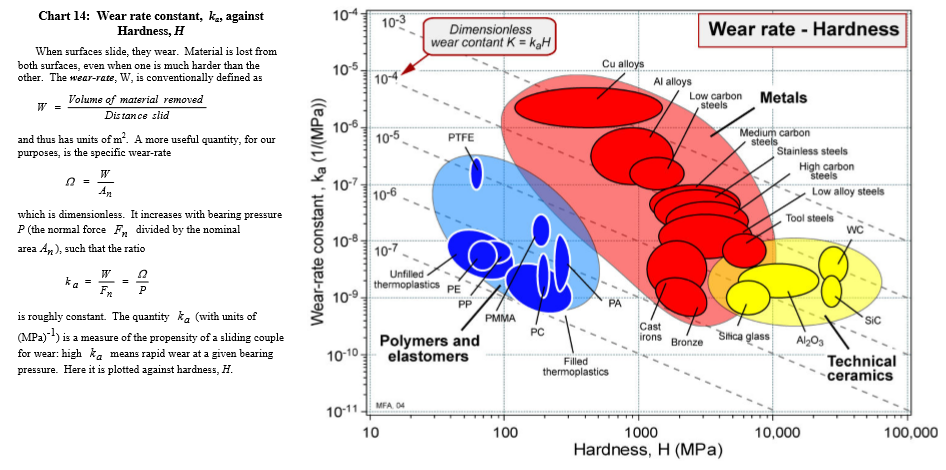 Chart 14: Wear rate constant, kₐ, against
Hardness, H
When surfaces slide, they wear. Material is lost from
both surfaces, even when one is much harder than the
other. The wear-rate, W, is conventionally defined as
W = Volume of material removed / Distance slid
and thus has units of m². A more useful quantity, for our
purposes, is the specific wear-rate
Ω = W / Aₙ
which is dimensionless. It increases with bearing pressure
P (the normal force Fₙ divided by the nominal
area Aₙ), such that the ratio
kₐ = W / Fₙ = Ω / P
is roughly constant. The quantity kₐ (with units of
(MPa)⁻¹) is a measure of the propensity of a sliding couple
for wear: high kₐ means rapid wear at a given bearing
pressure. Here it is plotted against hardness, H.
Wear rate - Hardness
Dimensionless
wear contant K = kₐH
10⁻³
10⁻⁴
10⁻⁵
10⁻⁶
10⁻⁷
Wear-rate constant, kₐ (1/(MPa))
10⁻⁴
10⁻⁵
10⁻⁶
10⁻⁷
10⁻⁸
10⁻⁹
10⁻¹⁰
10⁻¹¹
Cu alloys
Al alloys
Low carbon
steels
Metals
Medium carbon
steels
Stainless steels
High carbon
steels
Low alloy steels
Tool steels
WC
PTFE
Unfilled
thermoplastics
PE
PP
PMMA
PC
PA
Polymers and
elastomers
Filled
thermoplastics
Cast
irons
Bronze
Silica glass
Al₂O₃
SiC
Technical
ceramics
MFA, 04
10
100
1000
10,000
100,000
Hardness, H (MPa)